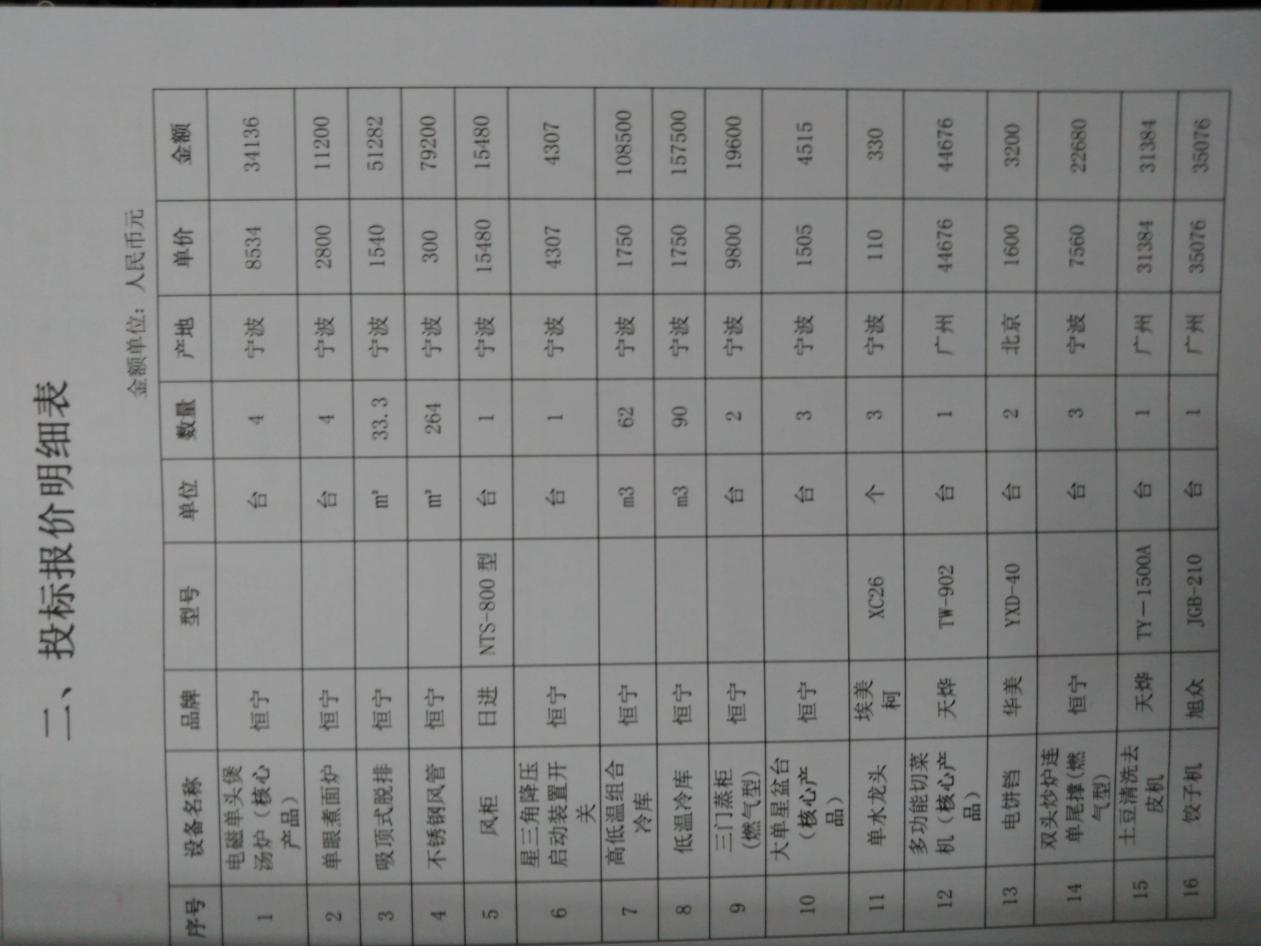 二、投标报价明细表
金额单位：人民币元
序号 设备名称 品牌 型号 单位 数量 产地 单价 金额
1 电磁单头煲汤炉（核心产品） 恒宁 台 4 宁波 8534 34136
2 单眼煮面炉 恒宁 台 4 宁波 2800 11200
3 吸顶式脱排 恒宁 m² 33.3 宁波 1540 51282
4 不锈钢风管 恒宁 m² 264 宁波 300 79200
5 风柜 日进 NTS-800型 台 1 宁波 15480 15480
6 星三角降压启动装置开关 恒宁 台 1 宁波 4307 4307
7 高低温组合冷库 恒宁 m3 62 宁波 1750 108500
8 低温冷库 恒宁 m3 90 宁波 1750 157500
9 三门蒸柜(燃气型) 恒宁 台 2 宁波 9800 19600
10 大单星盆台（核心产品） 恒宁 台 3 宁波 1505 4515
11 单水龙头 埃美柯 XC26 个 3 宁波 110 330
12 多功能切菜机（核心产品） 天烨 TW-902 台 1 广州 44676 44676
13 电饼铛 华美 YXD-40 台 2 北京 1600 3200
14 双头炒炉连单尾撑(燃气型) 恒宁 台 3 宁波 7560 22680
15 土豆清洗去皮机 天烨 TY－1500A 台 1 广州 31384 31384
16 饺子机 旭众 JGB-210 台 1 广州 35076 35076